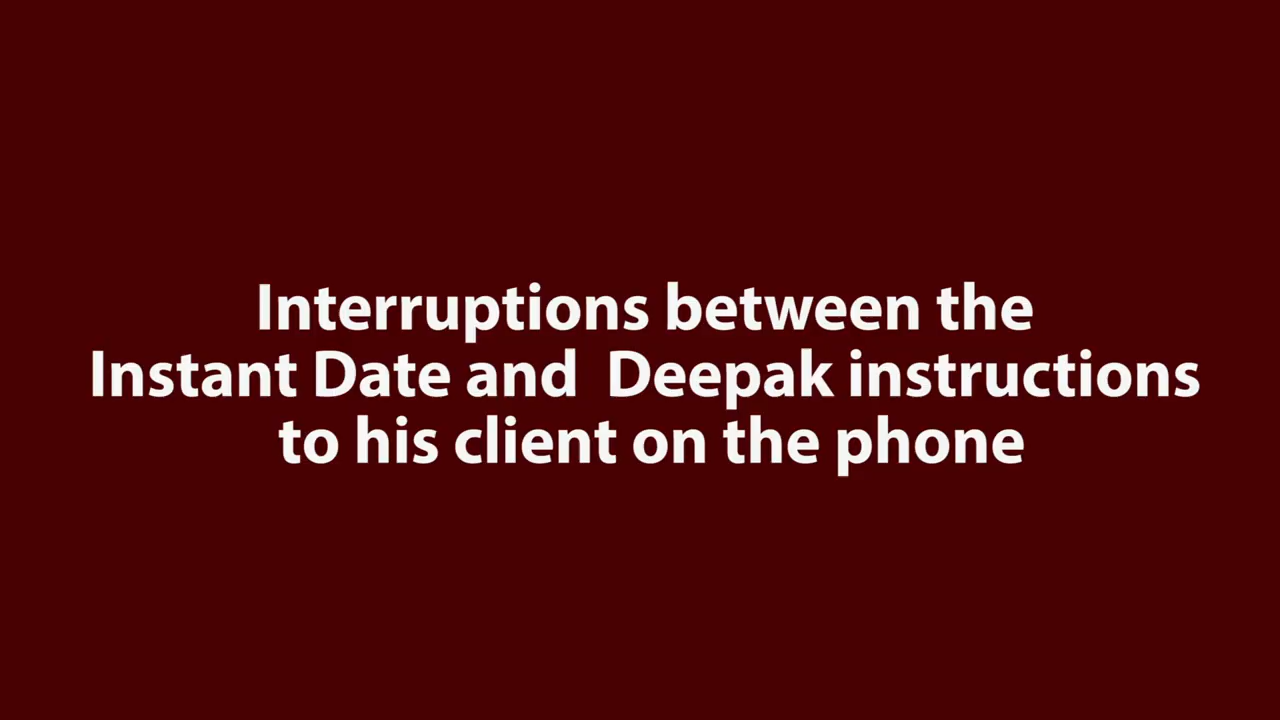 Interruptions between the
Instant Date and Deepak instructions
to his client on the phone